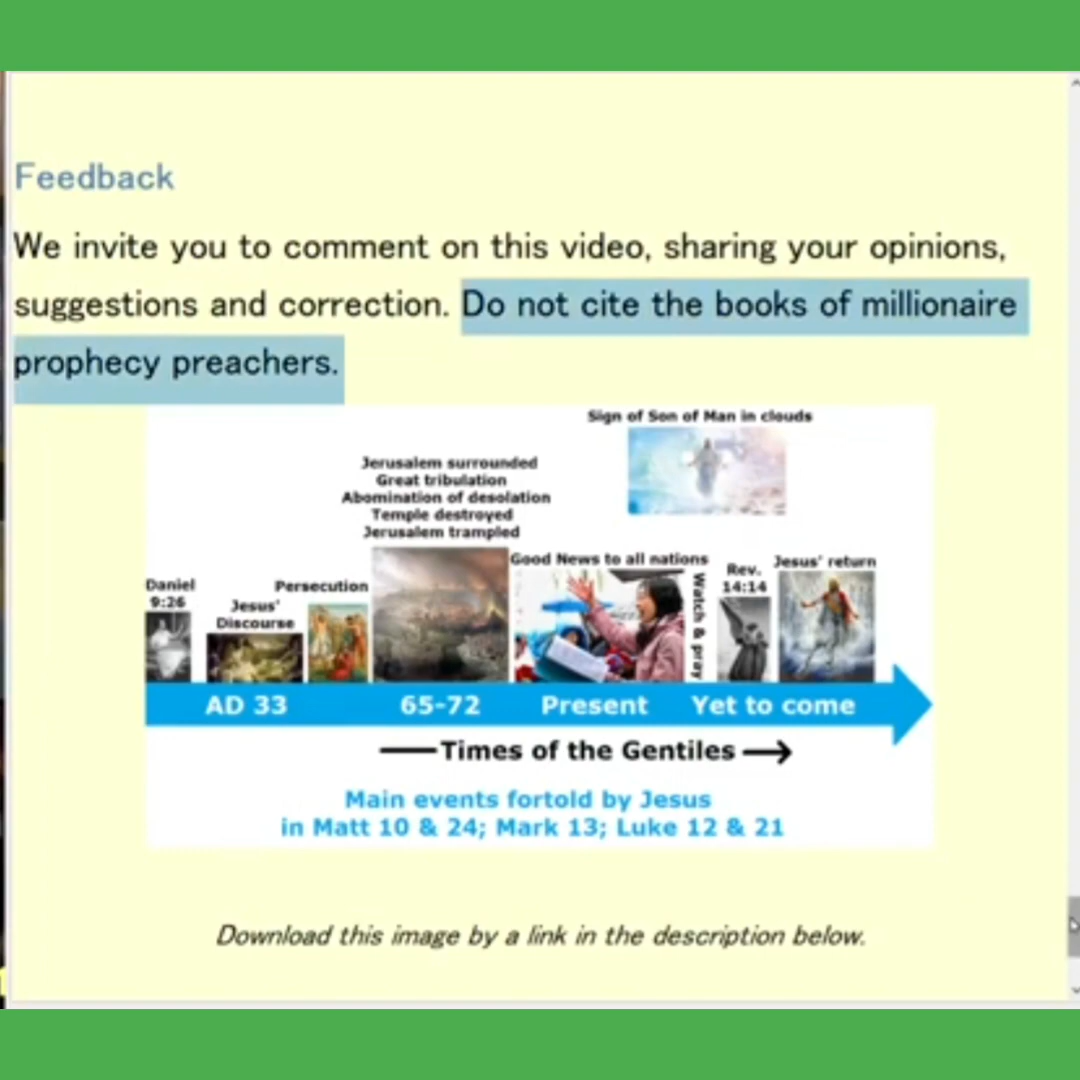 Feedback
We invite you to comment on this video, sharing your opinions,
suggestions and correction. Do not cite the books of millionaire
prophecy preachers.
Sign of Son of Man in clouds
Jerusalem surrounded
Great tribulation
Abomination of desolation
Temple destroyed
Jerusalem trampled
Good News to all nations
Jesus' return
Rev.
14:14
Daniel
9:26
Persecution
Jesus'
Discourse
Watch & pray
AD 33 65-72 Present Yet to come
Times of the Gentiles
Main events fortold by Jesus
in Matt 10 & 24; Mark 13; Luke 12 & 21
Download this image by a link in the description below.